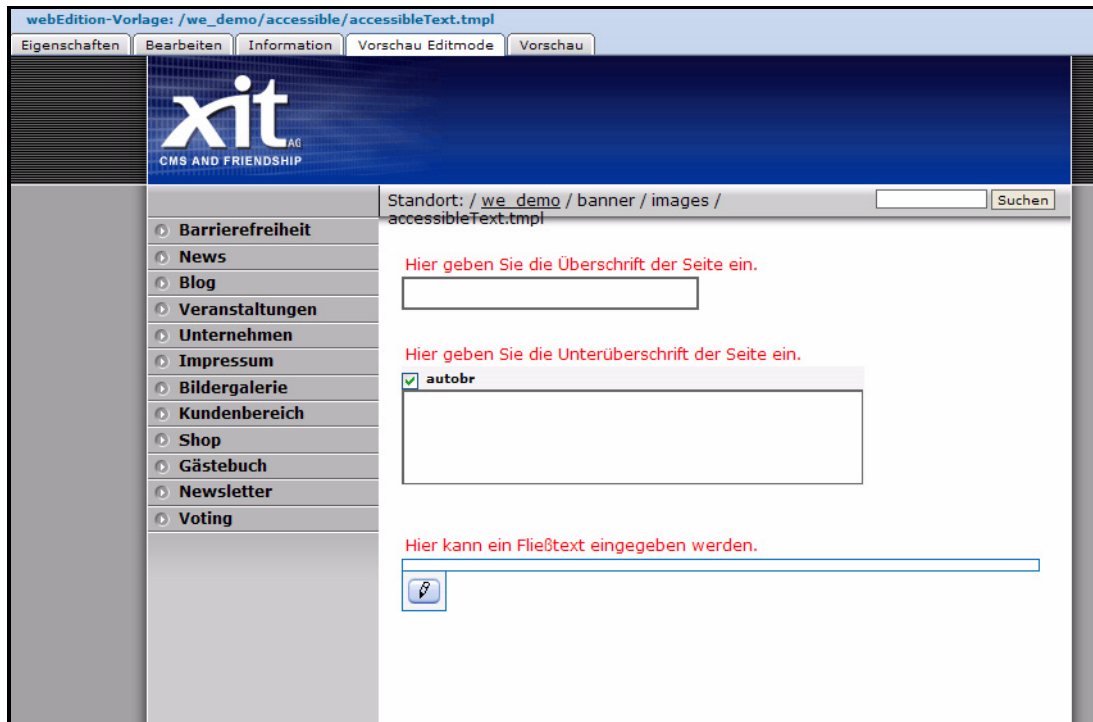 webEdition-Vorlage: /we_demo/accessible/accessibleText.tmpl
Eigenschaften Bearbeiten Information Vorschau Editmode Vorschau
xit AG
CMS AND FRIENDSHIP
Standort: / we_demo / banner / images / Suchen
accessibleText.tmpl
Barrierefreiheit
News
Blog
Veranstaltungen
Unternehmen
Impressum
Bildergalerie
Kundenbereich
Shop
Gästebuch
Newsletter
Voting
Hier geben Sie die Überschrift der Seite ein.
Hier geben Sie die Unterüberschrift der Seite ein.
autobr
Hier kann ein Fließtext eingegeben werden.